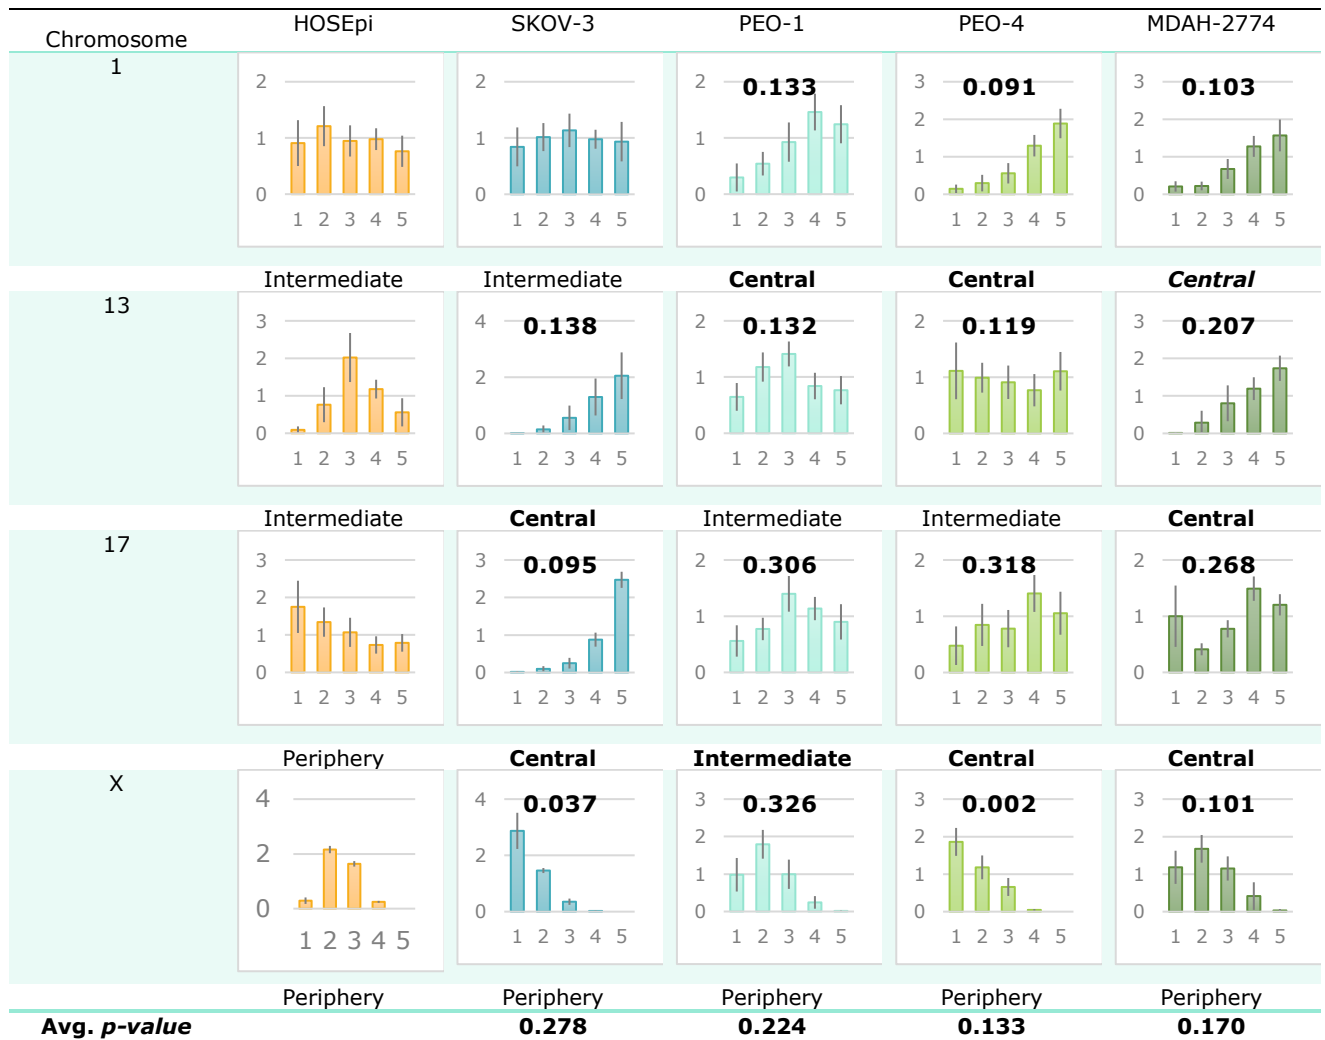 Chromosome HOSEpi SKOV-3 PEO-1 PEO-4 MDAH-2774
1
2 1 0 1 2 3 4 5
2 1 0 1 2 3 4 5
0.133 2 1 0 1 2 3 4 5
0.091 3 2 1 0 1 2 3 4 5
0.103 3 2 1 0 1 2 3 4 5
Intermediate Intermediate Central Central Central
13
3 2 1 0 1 2 3 4 5
0.138 4 2 0 1 2 3 4 5
0.132 2 1 0 1 2 3 4 5
0.119 2 1 0 1 2 3 4 5
0.207 3 2 1 0 1 2 3 4 5
Intermediate Central Intermediate Intermediate Central
17
3 2 1 0 1 2 3 4 5
0.095 3 2 1 0 1 2 3 4 5
0.306 2 1 0 1 2 3 4 5
0.318 2 1 0 1 2 3 4 5
0.268 2 1 0 1 2 3 4 5
Periphery Central Intermediate Central Central
X
4 2 0 1 2 3 4 5
0.037 4 2 0 1 2 3 4 5
0.326 3 2 1 0 1 2 3 4 5
0.002 3 2 1 0 1 2 3 4 5
0.101 3 2 1 0 1 2 3 4 5
Periphery Periphery Periphery Periphery Periphery
Avg. p-value 0.278 0.224 0.133 0.170